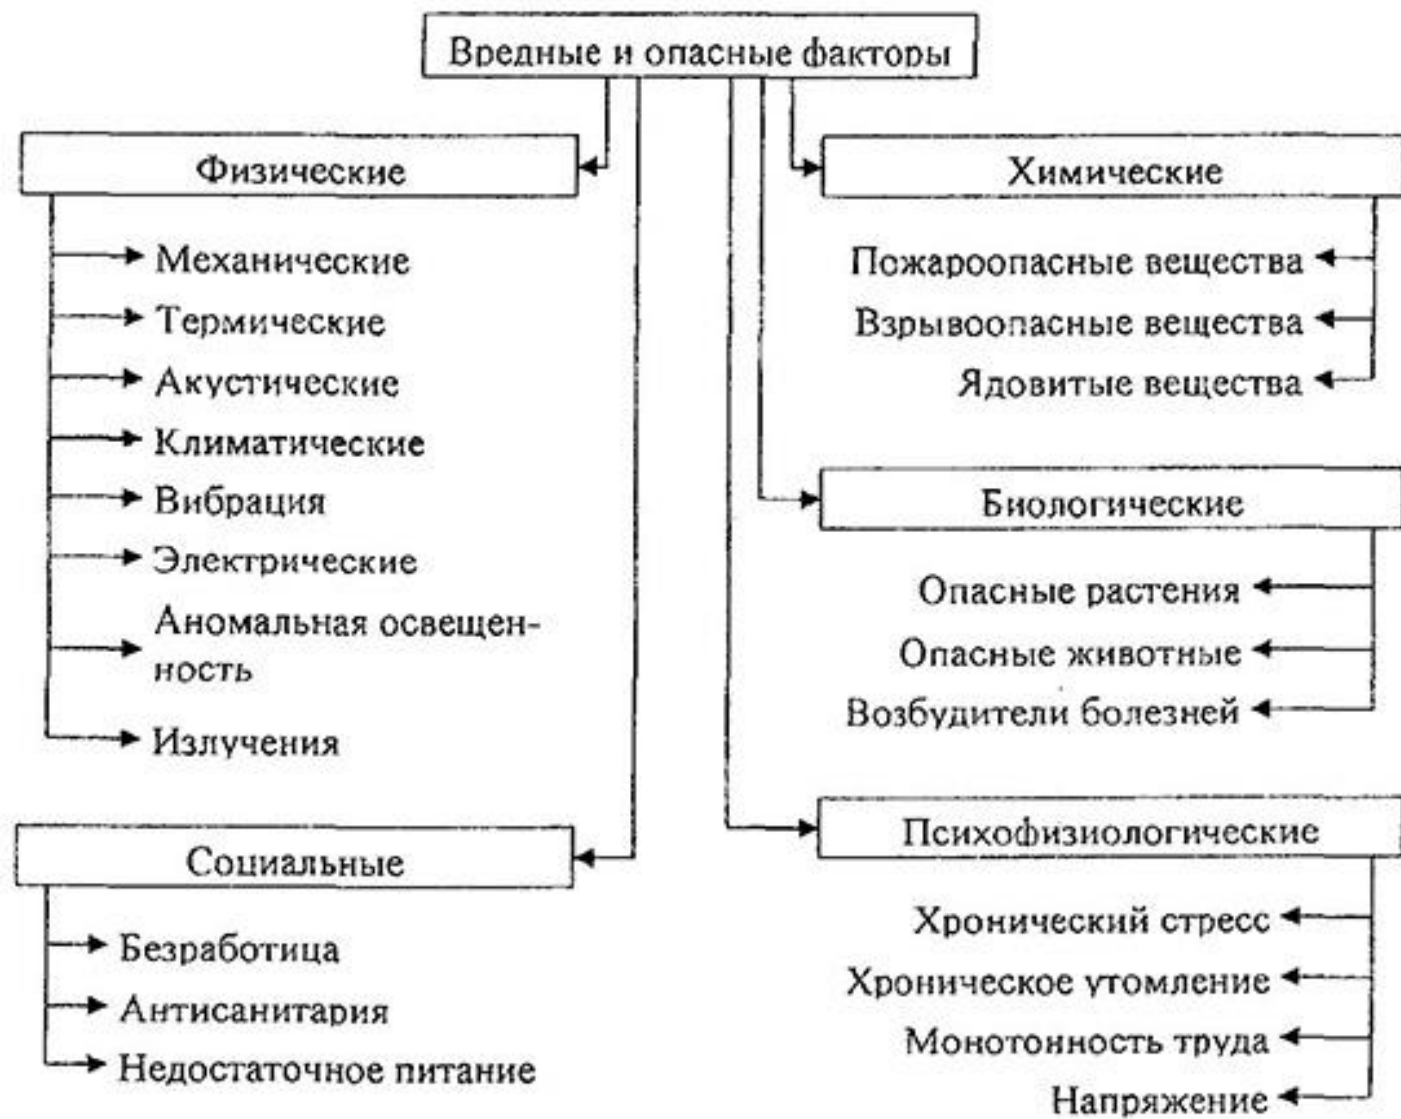 Вредные и опасные факторы
Физические
Механические
Термические
Акустические
Климатические
Вибрация
Электрические
Аномальная освещен-
ность
Излучения
Социальные
Безработица
Антисанитария
Недостаточное питание
Химические
Пожароопасные вещества
Взрывоопасные вещества
Ядовитые вещества
Биологические
Опасные растения
Опасные животные
Возбудители болезней
Психофизиологические
Хронический стресс
Хроническое утомление
Монотонность труда
Напряжение